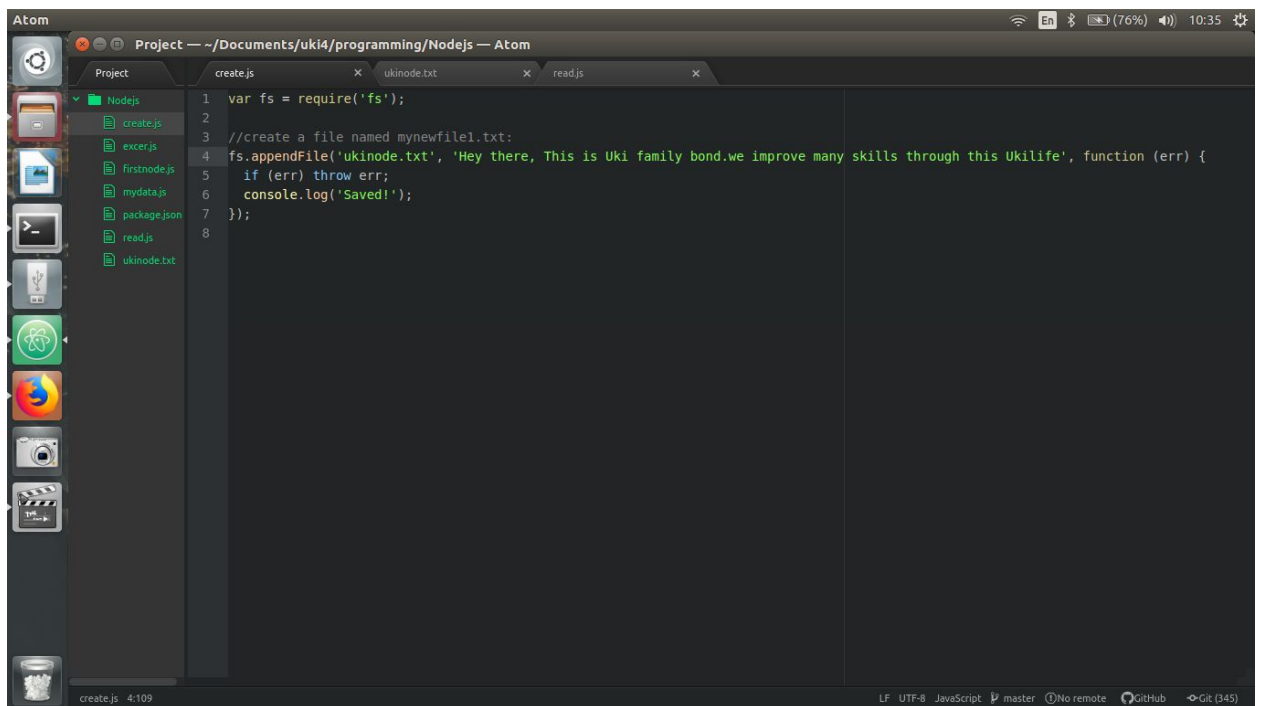 Atom
En
(76%)
10:35
Project — ~/Documents/uki4/programming/Nodejs — Atom
Project
create.js
ukinode.txt
read.js
Nodejs
create.js
excer.js
firstnode.js
mydata.js
package.json
read.js
ukinode.txt
1 var fs = require('fs');
2
3 //create a file named mynewfile1.txt:
4 fs.appendFile('ukinode.txt', 'Hey there, This is Uki family bond.we improve many skills through this Ukilife', function (err) {
5   if (err) throw err;
6   console.log('Saved!');
7 });
8
create.js 4:109
LF UTF-8 JavaScript master No remote GitHub Git (345)